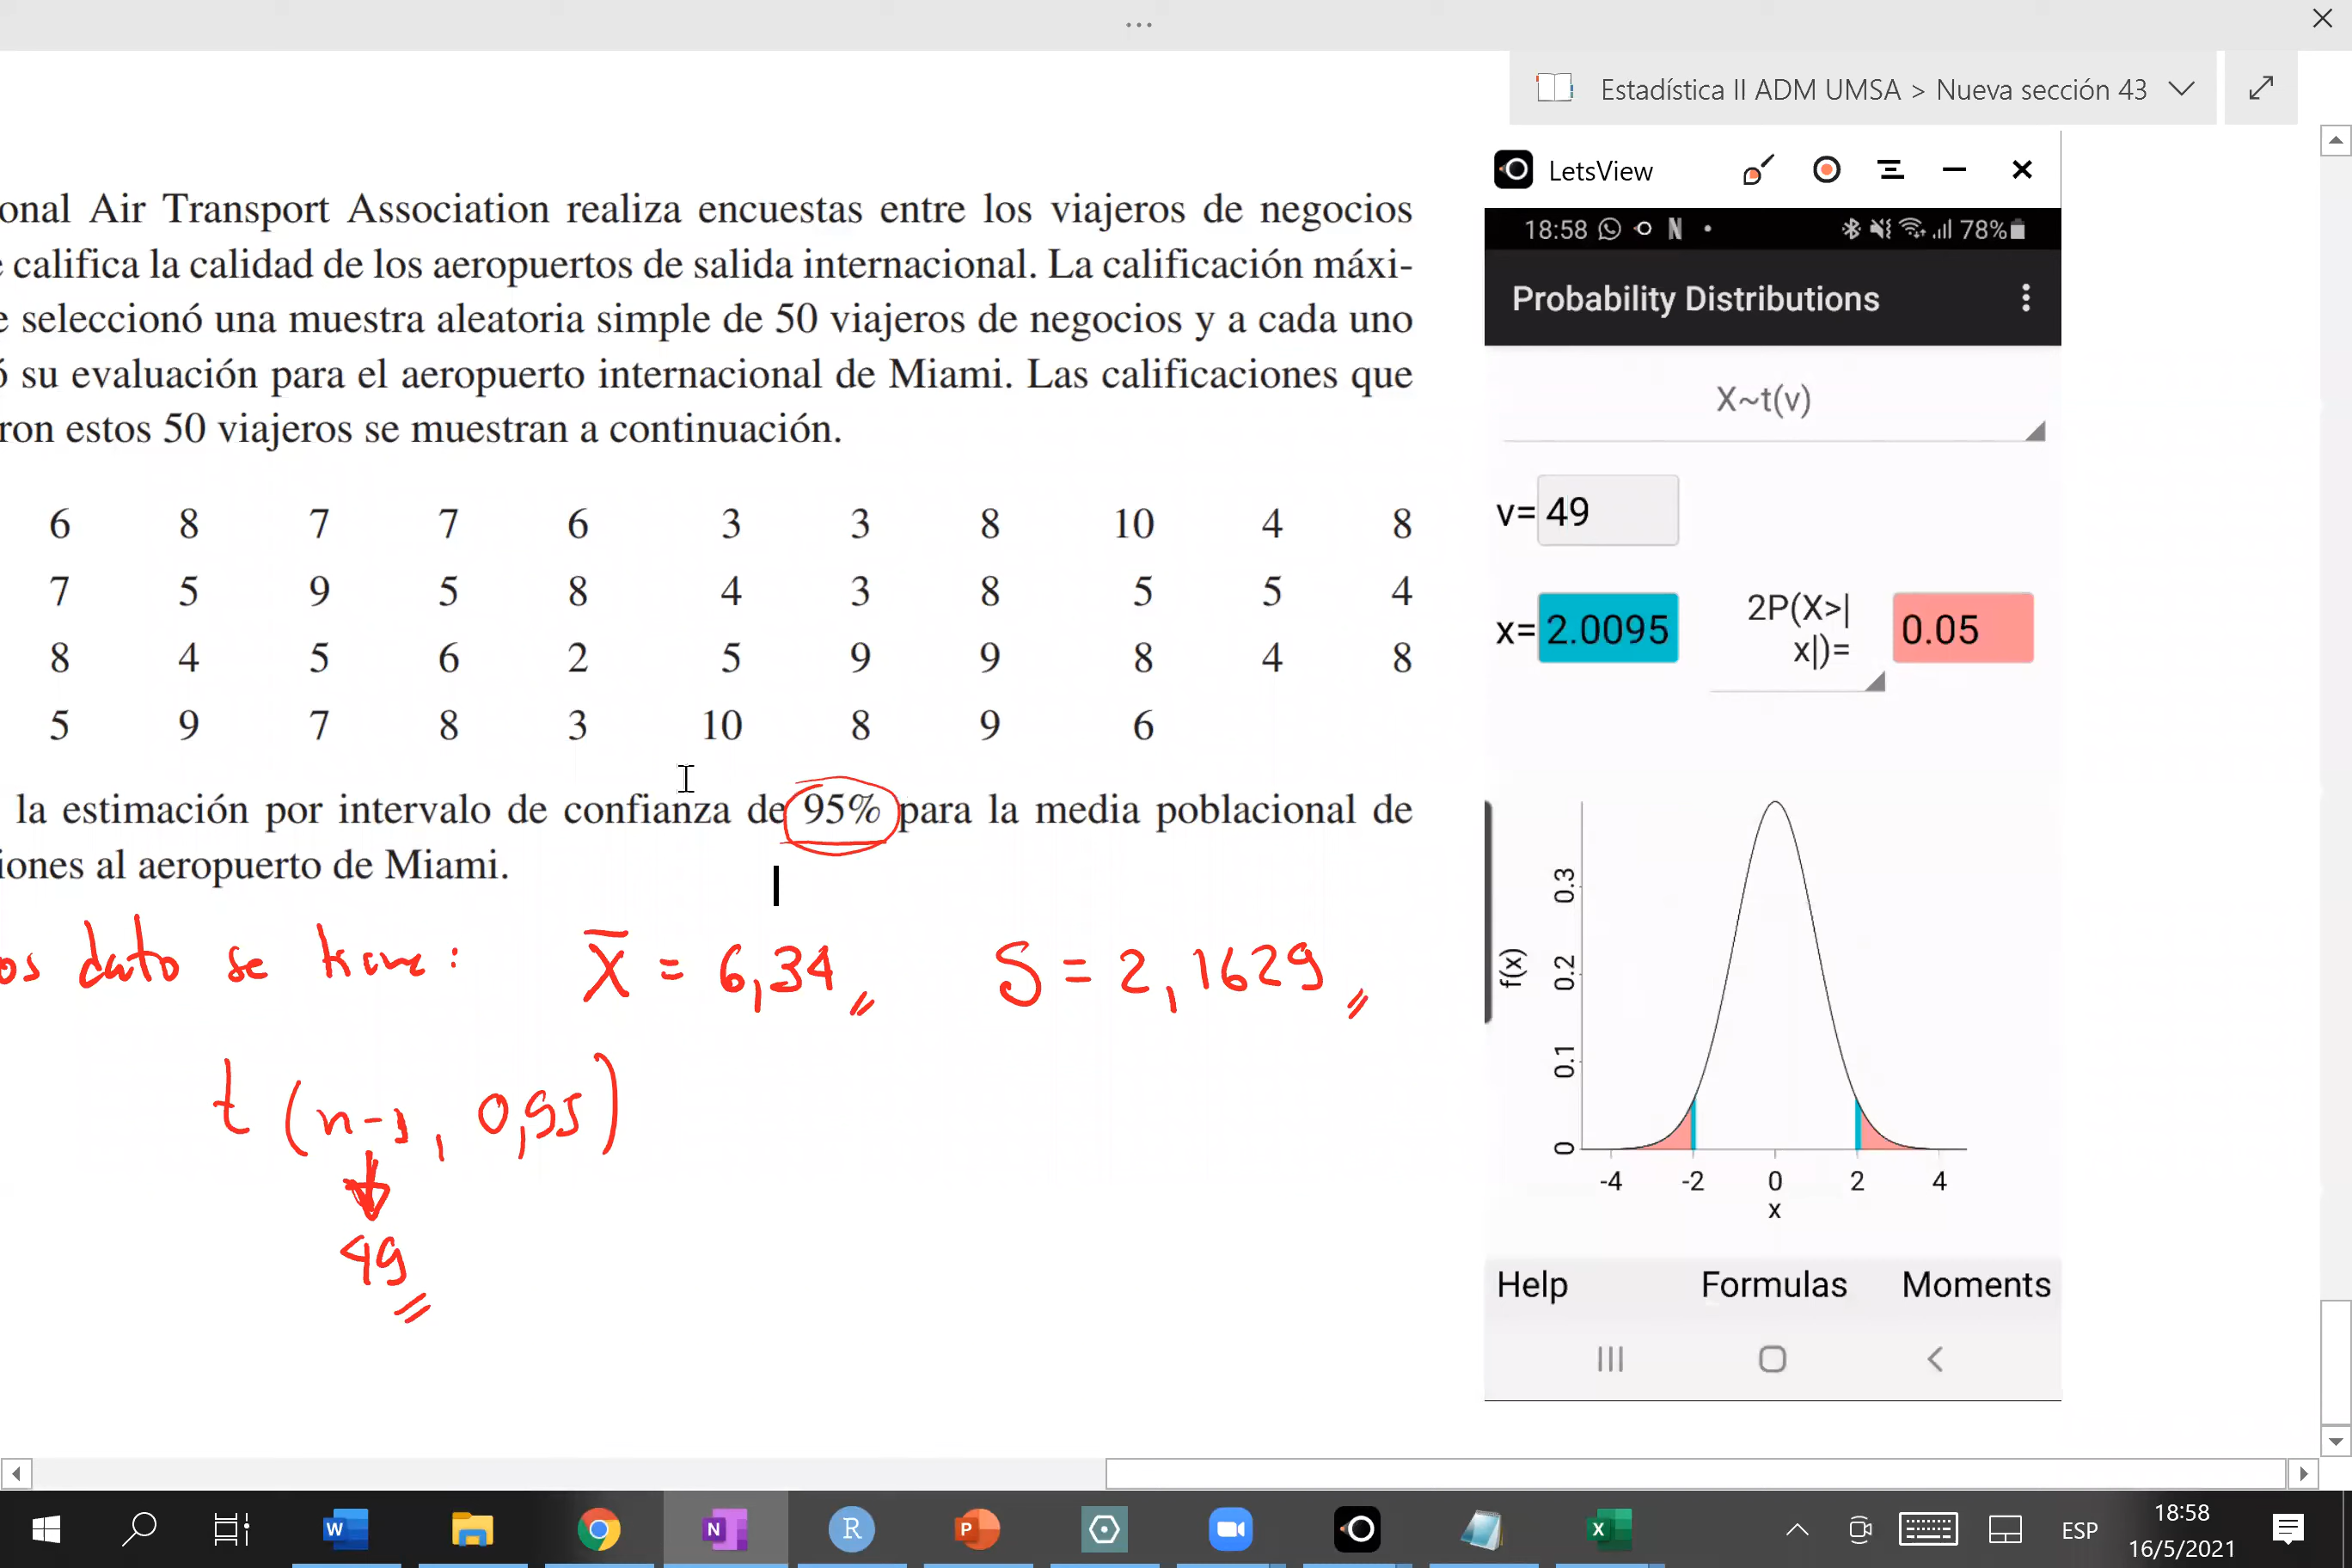 Estadística II ADM UMSA > Nueva sección 43
onal Air Transport Association realiza encuestas entre los viajeros de negocios
e califica la calidad de los aeropuertos de salida internacional. La calificación máxi-
e seleccionó una muestra aleatoria simple de 50 viajeros de negocios y a cada uno
ó su evaluación para el aeropuerto internacional de Miami. Las calificaciones que
ron estos 50 viajeros se muestran a continuación.
6 8 7 7 6 3 3 8 10 4 8
7 5 9 5 8 4 3 8 5 5 4
8 4 5 6 2 5 9 9 8 4 8
5 9 7 8 3 10 8 9 6
la estimación por intervalo de confianza de 95% para la media poblacional de
iones al aeropuerto de Miami.
os dato se tiene: X̄ = 6,34 S = 2,1629
t (n-1, 0,95)
49
LetsView
18:58 78%
Probability Distributions
X~t(v)
v= 49
x= 2.0095 2P(X>|
x|)= 0.05
f(x)
0 0.1 0.2 0.3
-4 -2 0 2 4
x
Help Formulas Moments
ESP
18:58
16/5/2021